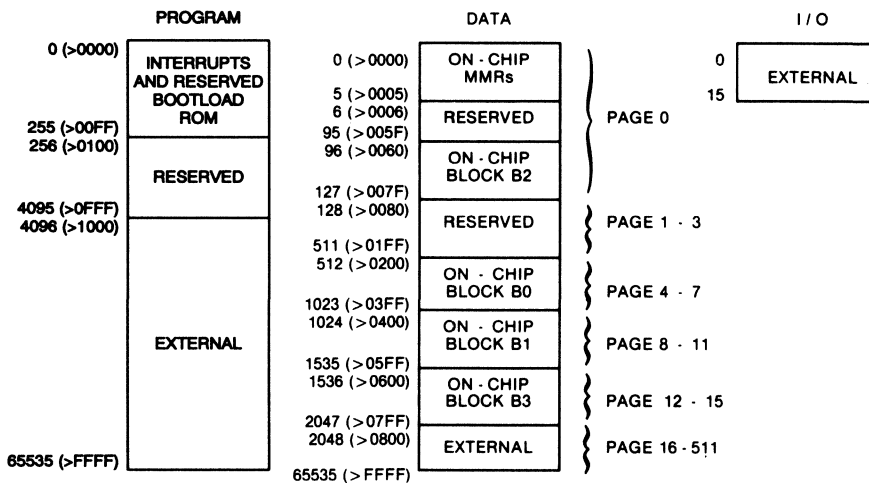 PROGRAM
0 (>0000)
INTERRUPTS
AND RESERVED
BOOTLOAD
ROM
255 (>00FF)
256 (>0100)
RESERVED
4095 (>0FFF)
4096 (>1000)
EXTERNAL
65535 (>FFFF)
DATA
0 (>0000)
ON - CHIP
MMRs
5 (>0005)
6 (>0006)
RESERVED
95 (>005F)
96 (>0060)
ON - CHIP
BLOCK B2
127 (>007F)
PAGE 0
128 (>0080)
RESERVED
511 (>01FF)
PAGE 1 - 3
512 (>0200)
ON - CHIP
BLOCK B0
1023 (>03FF)
PAGE 4 - 7
1024 (>0400)
ON - CHIP
BLOCK B1
1535 (>05FF)
PAGE 8 - 11
1536 (>0600)
ON - CHIP
BLOCK B3
2047 (>07FF)
PAGE 12 - 15
2048 (>0800)
EXTERNAL
65535 (>FFFF)
PAGE 16 - 511
I / O
0
EXTERNAL
15